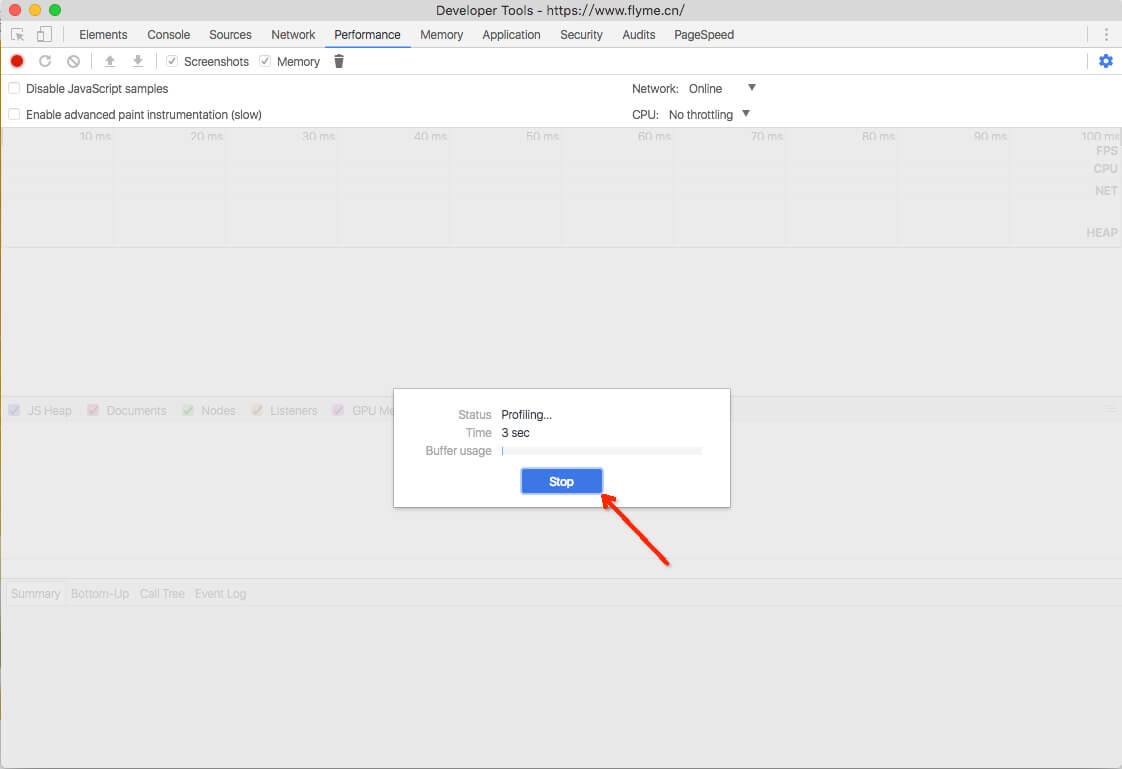 Developer Tools - https://www.flyme.cn/
Elements Console Sources Network Performance Memory Application Security Audits PageSpeed
Screenshots Memory
Disable JavaScript samples Network: Online
Enable advanced paint instrumentation (slow) CPU: No throttling
10 ms 20 ms 30 ms 40 ms 50 ms 60 ms 70 ms 80 ms 90 ms 100 ms
FPS
CPU
NET
HEAP
JS Heap Documents Nodes Listeners GPU Me
Status Profiling...
Time 3 sec
Buffer usage
Stop
Summary Bottom-Up Call Tree Event Log